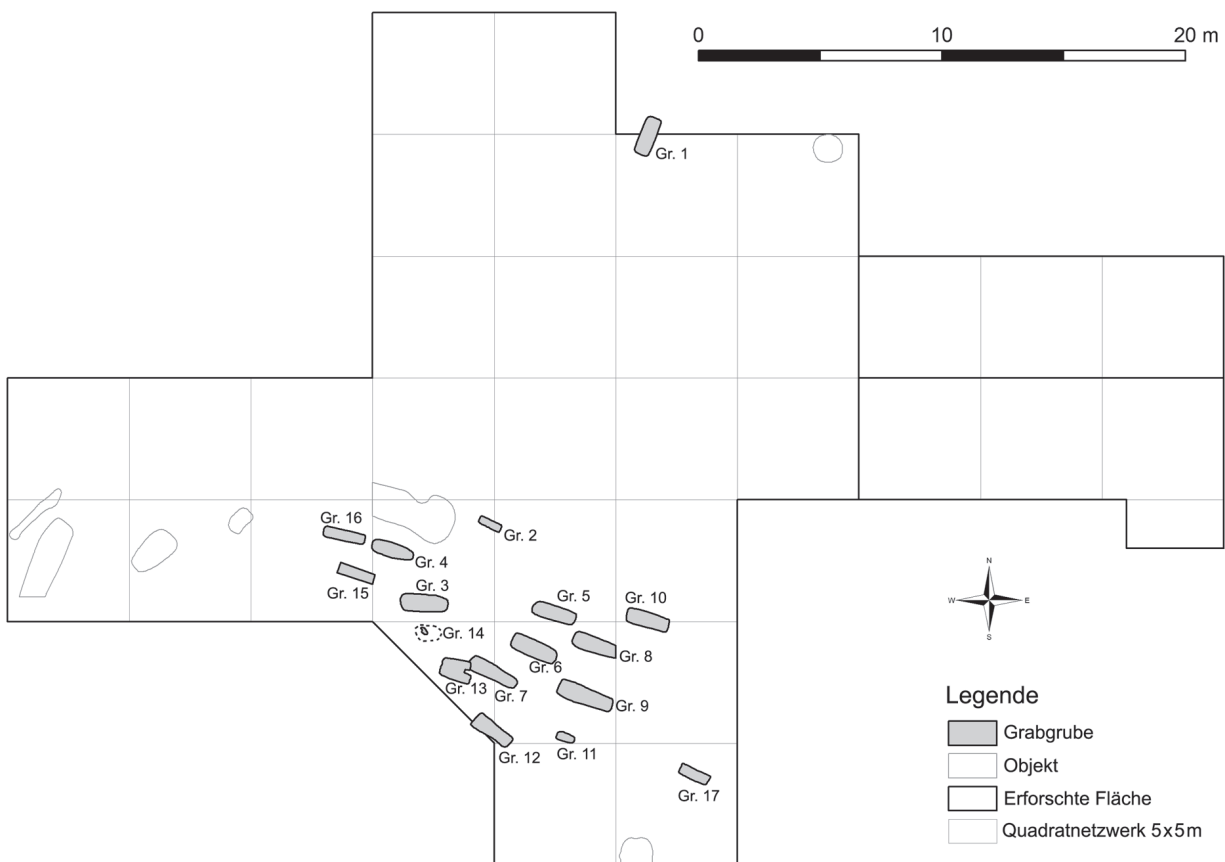 0 10 20 m
Gr. 1
Gr. 16
Gr. 2
Gr. 4
Gr. 15
Gr. 3
Gr. 5
Gr. 10
Gr. 14
Gr. 6
Gr. 8
Gr. 13
Gr. 7
Gr. 9
Gr. 12
Gr. 11
Gr. 17
N
W E
S
Legende
Grabgrube
Objekt
Erforschte Fläche
Quadratnetzwerk 5x5m